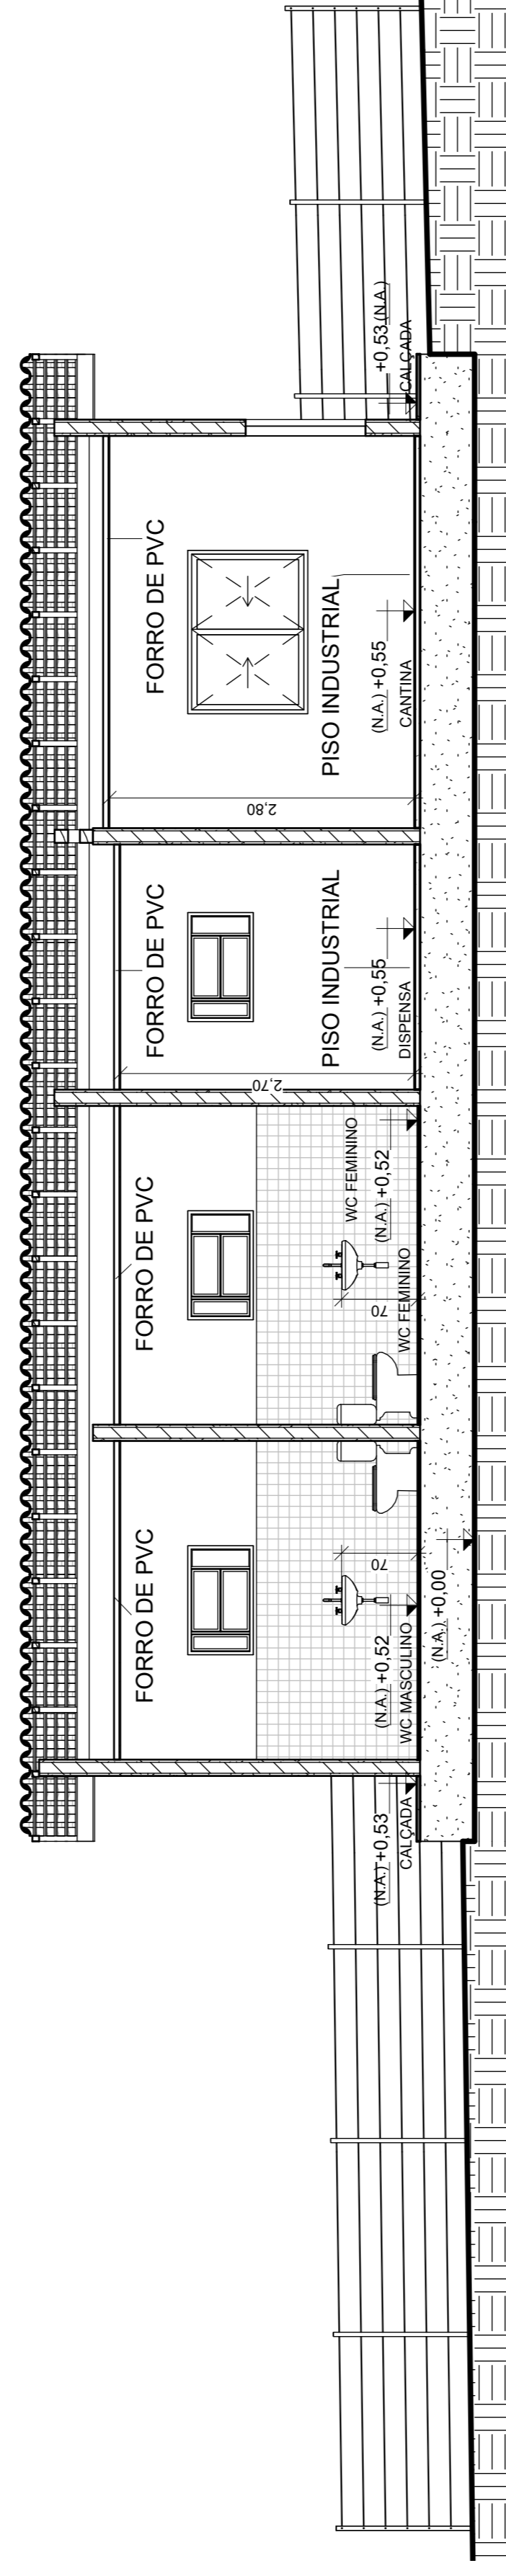 FORRO DE PVC
FORRO DE PVC
FORRO DE PVC
FORRO DE PVC
2,70
2,80
PISO INDUSTRIAL
PISO INDUSTRIAL
WC FEMININO
70
70
(N.A.) +0,53
CALÇADA
(N.A.) +0,52
WC MASCULINO
(N.A.) +0,00
(N.A.) +0,52
WC FEMININO
(N.A.) +0,55
DISPENSA
(N.A.) +0,55
CANTINA
+0,53 (N.A.)
CALÇADA